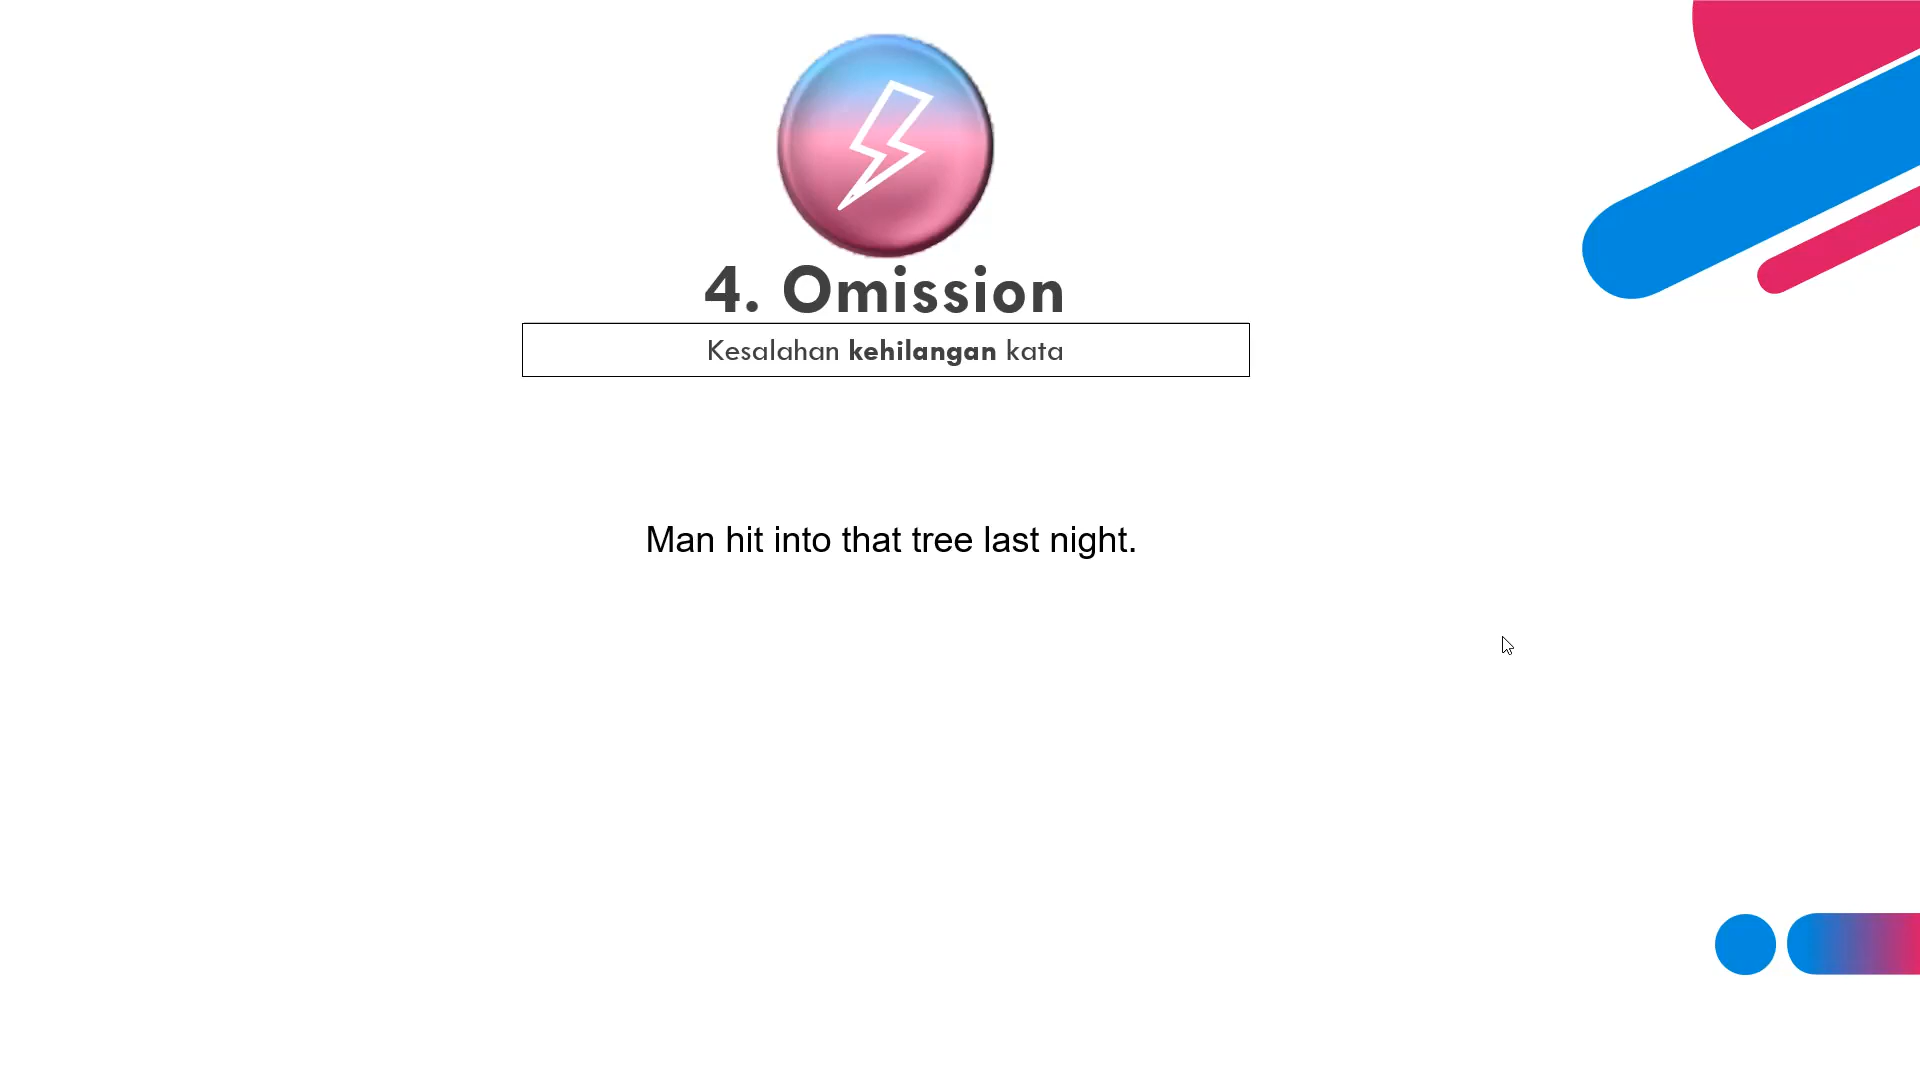 4. Omission
Kesalahan kehilangan kata
Man hit into that tree last night.